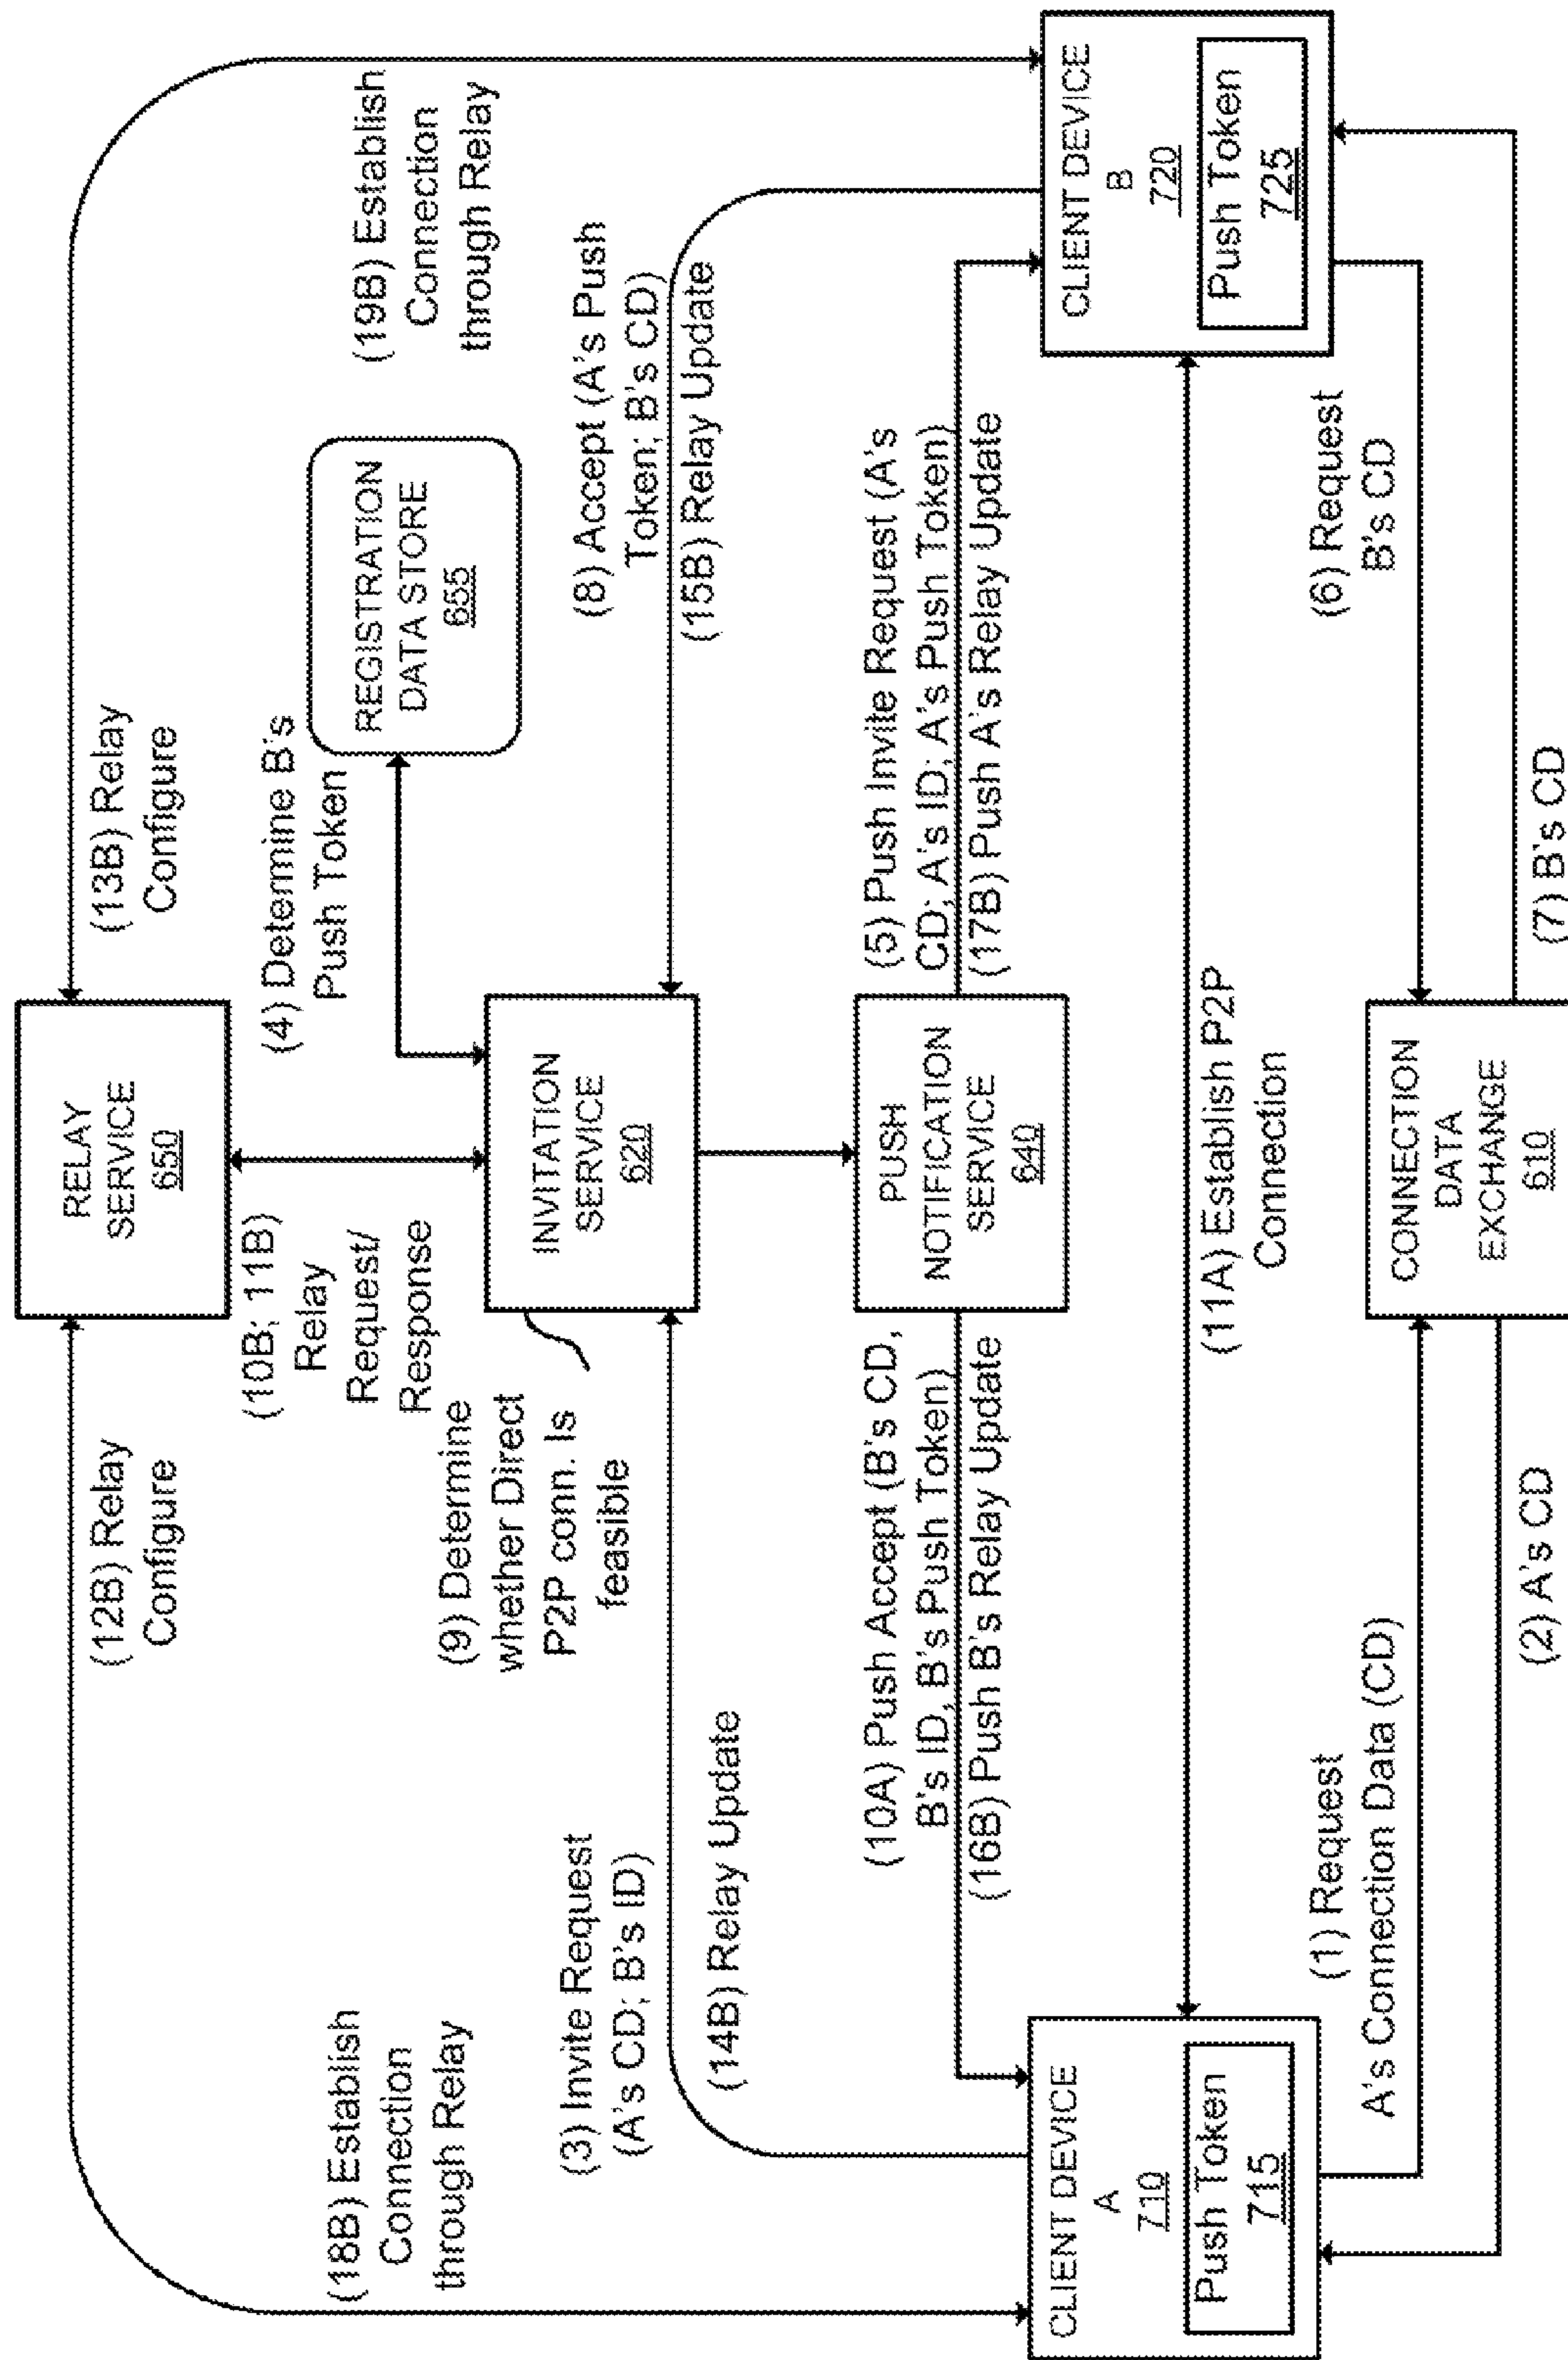 RELAY
SERVICE
650
(12B) Relay
Configure
(13B) Relay
Configure
(18B) Establish
Connection
through Relay
(19B) Establish
Connection
through Relay
(10B; 11B)
Relay
Request/
Response
(4) Determine B's
Push Token
REGISTRATION
DATA STORE
655
(9) Determine
whether Direct
P2P conn. Is
feasible
INVITATION
SERVICE
620
(3) Invite Request
(A's CD; B's ID)
(14B) Relay Update
(8) Accept (A's Push
Token; B's CD)
(15B) Relay Update
PUSH
NOTIFICATION
SERVICE
640
(10A) Push Accept (B's CD,
B's ID, B's Push Token)
(16B) Push B's Relay Update
(5) Push Invite Request (A's
CD; A's ID; A's Push Token)
(17B) Push A's Relay Update
CLIENT DEVICE
A
710
Push Token
715
(11A) Establish P2P
Connection
CLIENT DEVICE
B
720
Push Token
725
(1) Request
A's Connection Data (CD)
(2) A's CD
CONNECTION
DATA
EXCHANGE
610
(6) Request
B's CD
(7) B's CD